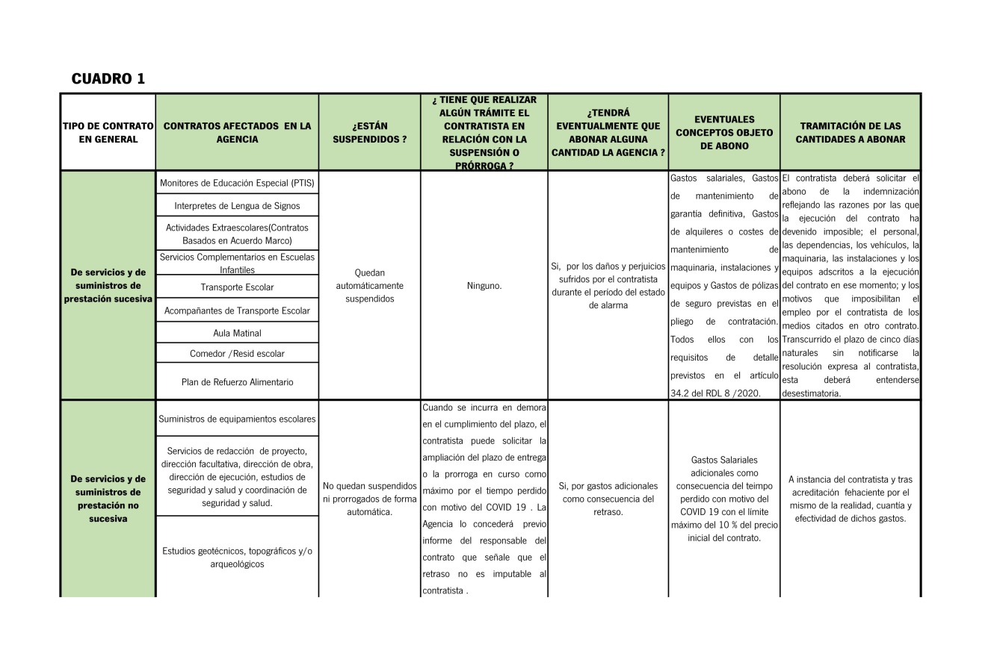 CUADRO 1
TIPO DE CONTRATO
EN GENERAL
CONTRATOS AFECTADOS EN LA
AGENCIA
¿ESTÁN
SUSPENDIDOS ?
¿ TIENE QUE REALIZAR
ALGÚN TRÁMITE EL
CONTRATISTA EN
RELACIÓN CON LA
SUSPENSIÓN O
PRÓRROGA ?
¿TENDRÁ
EVENTUALMENTE QUE
ABONAR ALGUNA
CANTIDAD LA AGENCIA ?
EVENTUALES
CONCEPTOS OBJETO
DE ABONO
TRAMITACIÓN DE LAS
CANTIDADES A ABONAR
De servicios y de
suministros de
prestación sucesiva
Monitores de Educación Especial (PTIS)
Interpretes de Lengua de Signos
Actividades Extraescolares(Contratos
Basados en Acuerdo Marco)
Servicios Complementarios en Escuelas
Infantiles
Transporte Escolar
Acompañantes de Transporte Escolar
Aula Matinal
Comedor /Resid escolar
Plan de Refuerzo Alimentario
Quedan
automáticamente
suspendidos
Ninguno.
Si, por los daños y perjuicios
sufridos por el contratista
durante el período del estado
de alarma
Gastos salariales, Gastos
de mantenimiento de
garantía definitiva, Gastos
de alquileres o costes de
mantenimiento de
maquinaria, instalaciones y
equipos y Gastos de pólizas
de seguro previstas en el
pliego de contratación.
Todos ellos con los
requisitos de detalle
previstos en el artículo
34.2 del RDL 8 /2020.
El contratista deberá solicitar el
abono de la indemnización
reflejando las razones por las que
la ejecución del contrato ha
devenido imposible; el personal,
las dependencias, los vehículos, la
maquinaria, las instalaciones y los
equipos adscritos a la ejecución
del contrato en ese momento; y los
motivos que imposibilitan el
empleo por el contratista de los
medios citados en otro contrato.
Transcurrido el plazo de cinco días
naturales sin notificarse la
resolución expresa al contratista,
esta deberá entenderse
desestimatoria.
De servicios y de
suministros de
prestación no
sucesiva
Suministros de equipamientos escolares
Servicios de redacción de proyecto,
dirección facultativa, dirección de obra,
dirección de ejecución, estudios de
seguridad y salud y coordinación de
seguridad y salud.
Estudios geotécnicos, topográficos y/o
arqueológicos
No quedan suspendidos
ni prorrogados de forma
automática.
Cuando se incurra en demora
en el cumplimiento del plazo, el
contratista puede solicitar la
ampliación del plazo de entrega
o la prorroga en curso como
máximo por el tiempo perdido
con motivo del COVID 19 . La
Agencia lo concederá previo
informe del responsable del
contrato que señale que el
retraso no es imputable al
contratista .
Si, por gastos adicionales
como consecuencia del
retraso.
Gastos Salariales
adicionales como
consecuencia del teimpo
perdido con motivo del
COVID 19 con el límite
máximo del 10 % del precio
inicial del contrato.
A instancia del contratista y tras
acreditación fehaciente por el
mismo de la realidad, cuantía y
efectividad de dichos gastos.